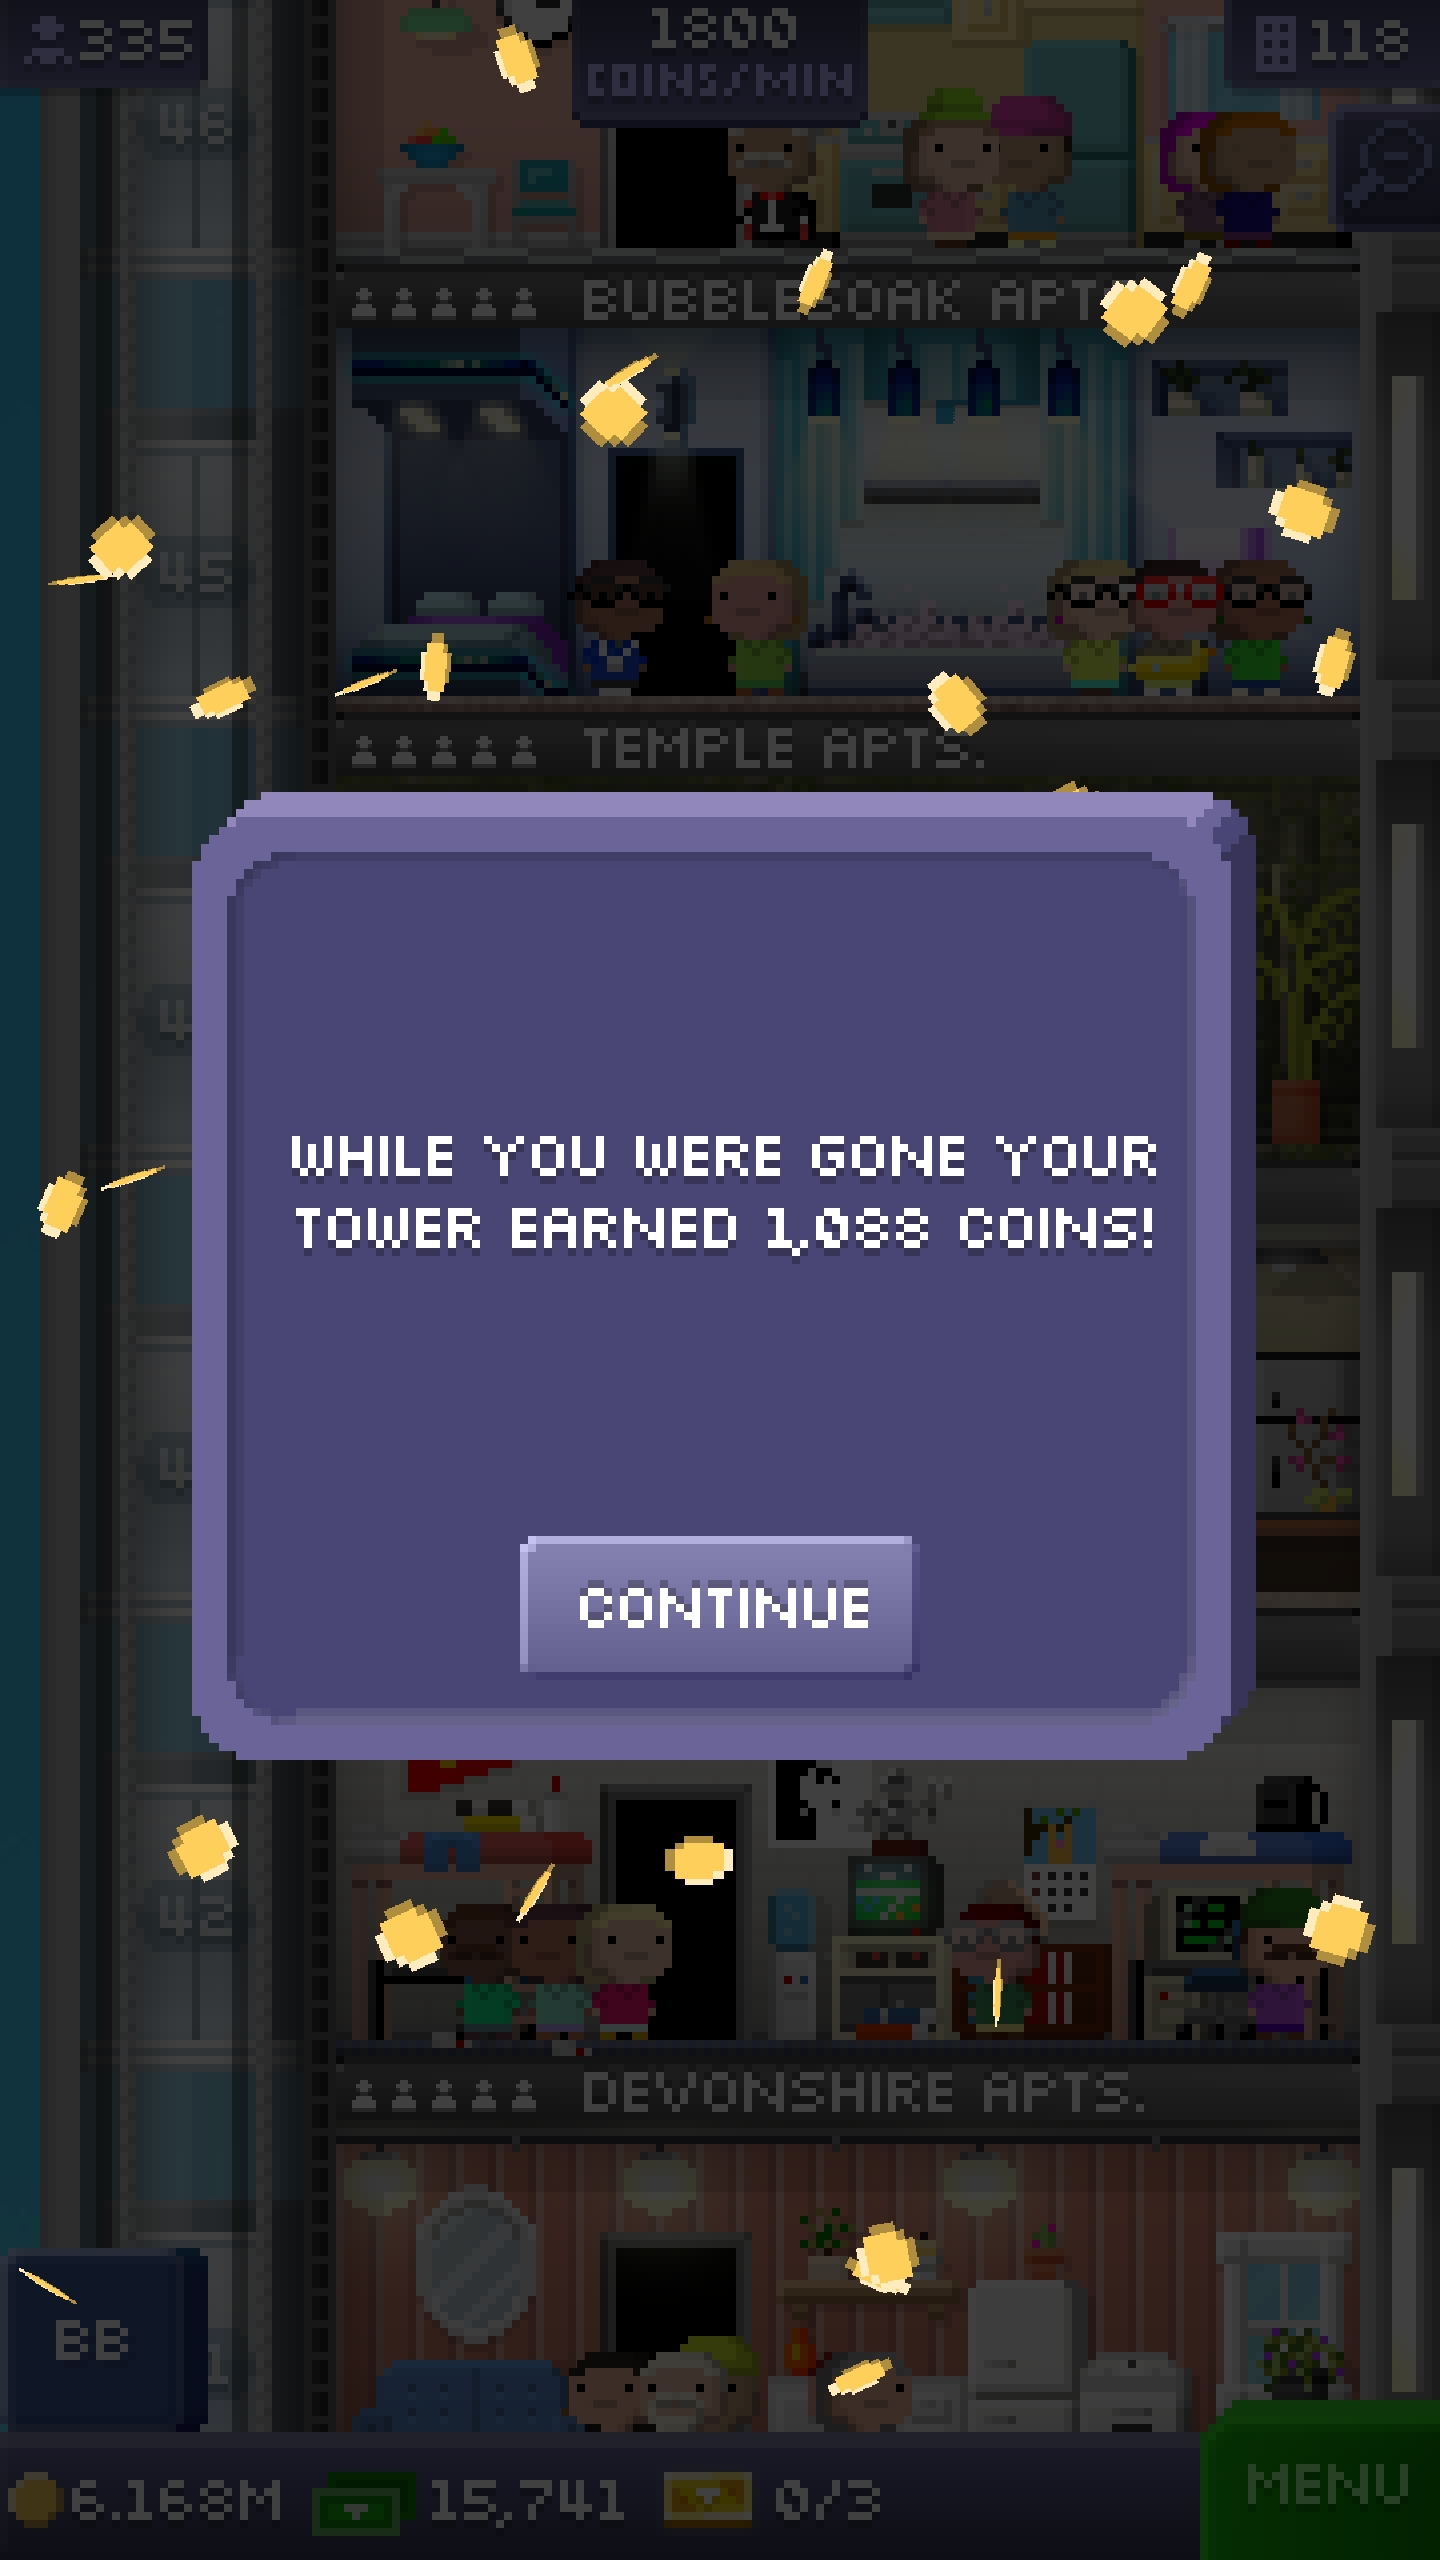 335
1800
COINS/MIN
118
48
BUBBLESOAK APTS.
45
TEMPLE APTS.
WHILE YOU WERE GONE YOUR
TOWER EARNED 1,088 COINS!
CONTINUE
42
DEVONSHIRE APTS.
BB
6.168M
15,741
0/3
MENU